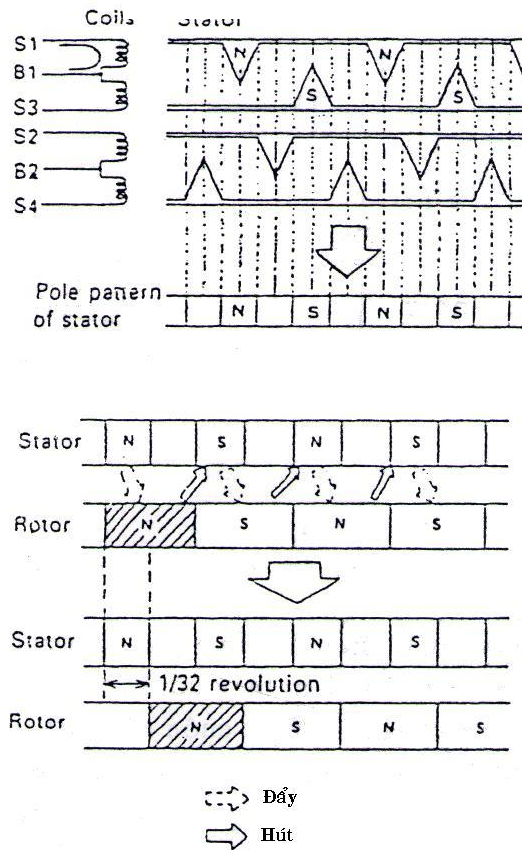 Coils Stator
S1
B1
S3
S2
B2
S4
N N
S S
Pole pattern
of stator
N S N S
Stator N S N S
Rotor N S N S
Stator N S N S
1/32 revolution
Rotor N S N S
Đẩy
Hút